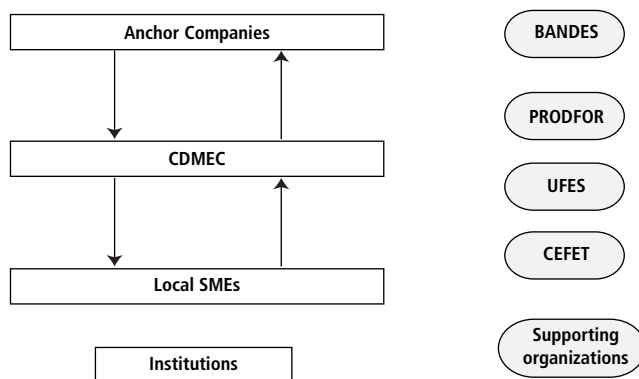 Anchor Companies
BANDES
PRODFOR
CDMEC
UFES
CEFET
Local SMEs
Institutions
Supporting
organizations